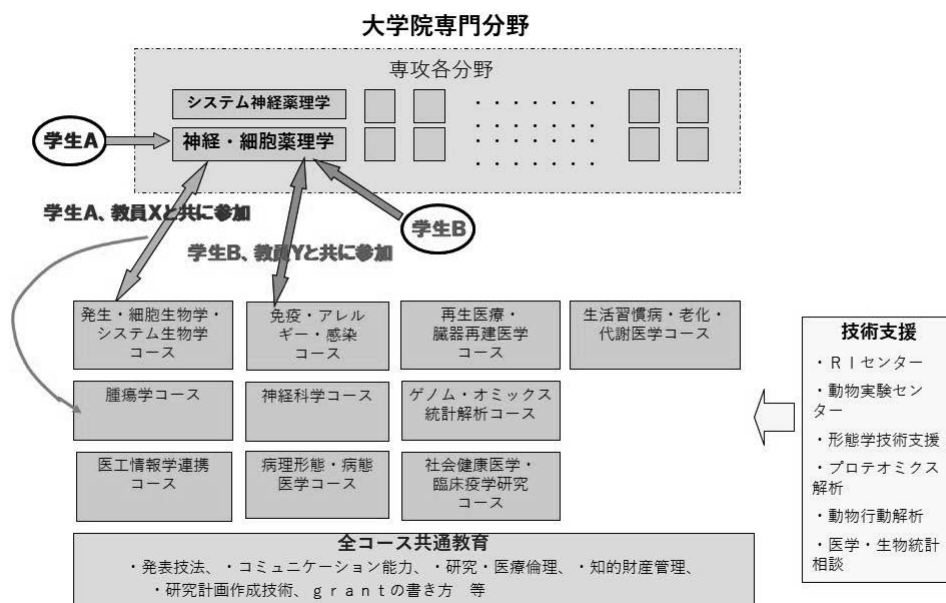 大学院専門分野
専攻各分野
システム神経薬理学
神経・細胞薬理学
学生A
学生B
学生A、教員Xと共に参加
学生B、教員Yと共に参加
発生・細胞生物学・
システム生物学
コース
免疫・アレル
ギー・感染
コース
再生医療・
臓器再建医学
コース
生活習慣病・老化・
代謝医学コース
腫瘍学コース
神経科学コース
ゲノム・オミックス
統計解析コース
医工情報学連携
コース
病理形態・病態
医学コース
社会健康医学・
臨床疫学研究
コース
技術支援
・ＲＩセンター
・動物実験セン
ター
・形態学技術支援
・プロテオミクス
解析
・動物行動解析
・医学・生物統計
相談
全コース共通教育
・発表技法、・コミュニケーション能力、・研究・医療倫理、・知的財産管理、
・研究計画作成技術、ｇｒａｎｔの書き方　等